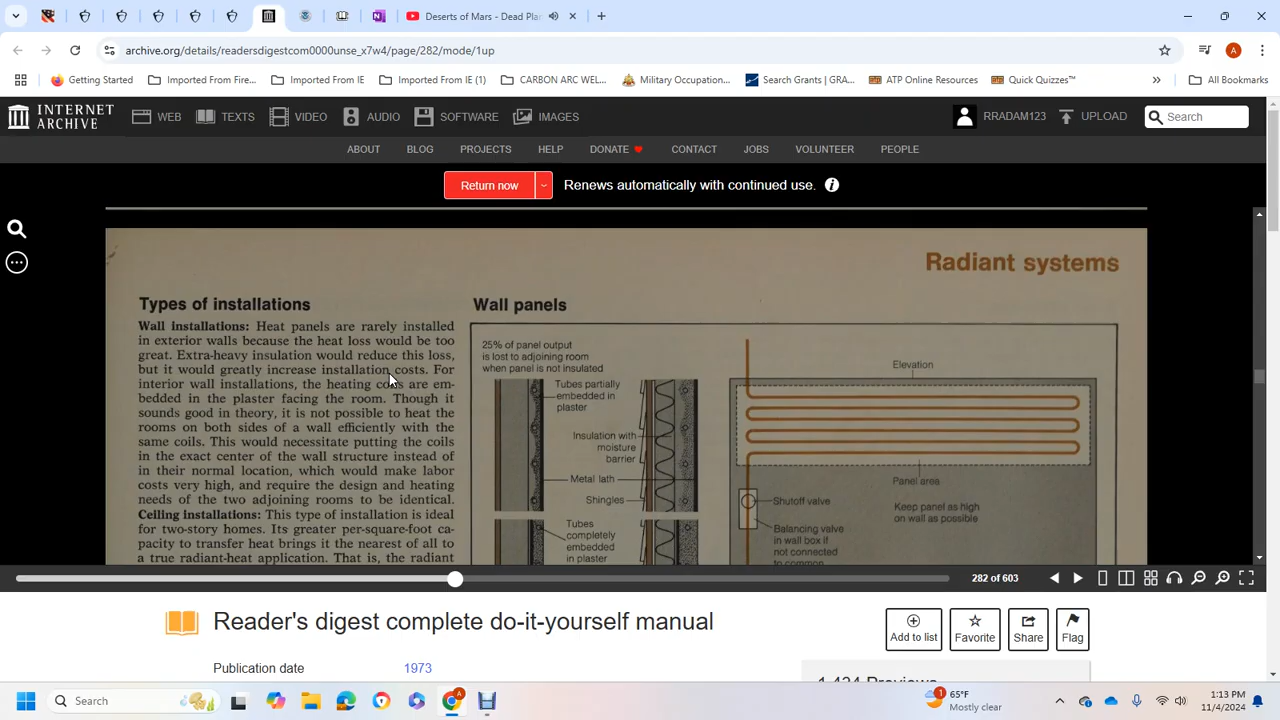 Deserts of Mars - Dead Pla
archive.org/details/readersdigestcom0000unse_x7w4/page/282/mode/1up
A
Getting Started
Imported From Fire...
Imported From IE
Imported From IE (1)
CARBON ARC WEL...
Military Occupation...
Search Grants | GRA...
ATP Online Resources
Quick Quizzes™
»
All Bookmarks
INTERNET
ARCHIVE
WEB
TEXTS
VIDEO
AUDIO
SOFTWARE
IMAGES
RRADAM123
UPLOAD
Search
ABOUT
BLOG
PROJECTS
HELP
DONATE
CONTACT
JOBS
VOLUNTEER
PEOPLE
Return now
Renews automatically with continued use.
Radiant systems
Types of installations
Wall installations: Heat panels are rarely installed
in exterior walls because the heat loss would be too
great. Extra-heavy insulation would reduce this loss,
but it would greatly increase installation costs. For
interior wall installations, the heating coils are em-
bedded in the plaster facing the room. Though it
sounds good in theory, it is not possible to heat the
rooms on both sides of a wall efficiently with the
same coils. This would necessitate putting the coils
in the exact center of the wall structure instead of
in their normal location, which would make labor
costs very high, and require the design and heating
needs of the two adjoining rooms to be identical.
Ceiling installations: This type of installation is ideal
for two-story homes. Its greater per-square-foot ca-
pacity to transfer heat brings it the nearest of all to
a true radiant-heat application. That is, the radiant
Wall panels
25% of panel output
is lost to adjoining room
when panel is not insulated
Tubes partially
embedded in
plaster
Insulation with
moisture
barrier
Metal lath
Shingles
Tubes
completely
embedded
in plaster
Elevation
Panel area
Keep panel as high
on wall as possible
Shutoff valve
Balancing valve
in wall box if
not connected
to common
282 of 603
Reader's digest complete do-it-yourself manual
Publication date
1973
Add to list
Favorite
Share
Flag
1,434 Previews
Search
1
65°F
Mostly clear
1:13 PM
11/4/2024